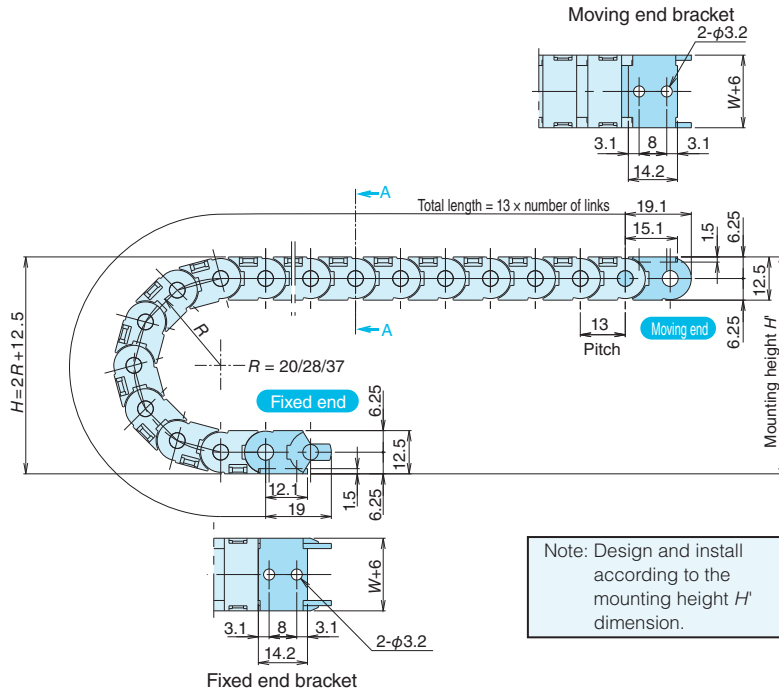 Moving end bracket
2-φ3.2
W+6
3.1
8
3.1
14.2
A
Total length = 13 x number of links
19.1
15.1
1.5
6.25
12.5
6.25
A
13
Pitch
Moving end
Mounting height H'
H=2R+12.5
R
R = 20/28/37
Fixed end
6.25
12.5
6.25
1.5
12.1
19
W+6
3.1
8
3.1
14.2
2-φ3.2
Fixed end bracket
Note: Design and install
according to the
mounting height H'
dimension.